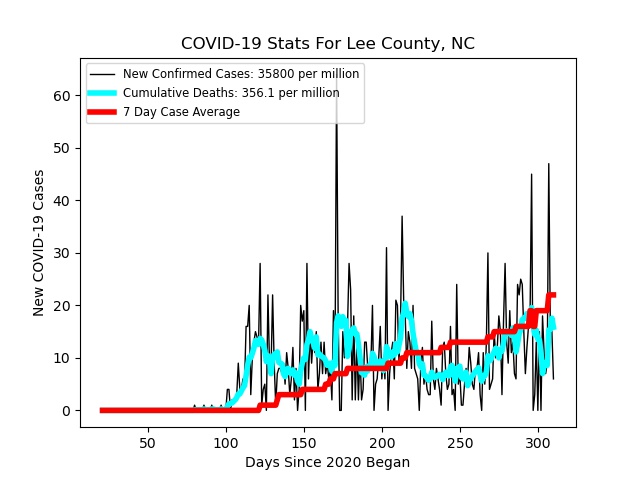 COVID-19 Stats For Lee County, NC
New Confirmed Cases: 35800 per million
Cumulative Deaths: 356.1 per million
7 Day Case Average
60
50
40
30
20
10
0
New COVID-19 Cases
50 100 150 200 250 300
Days Since 2020 Began